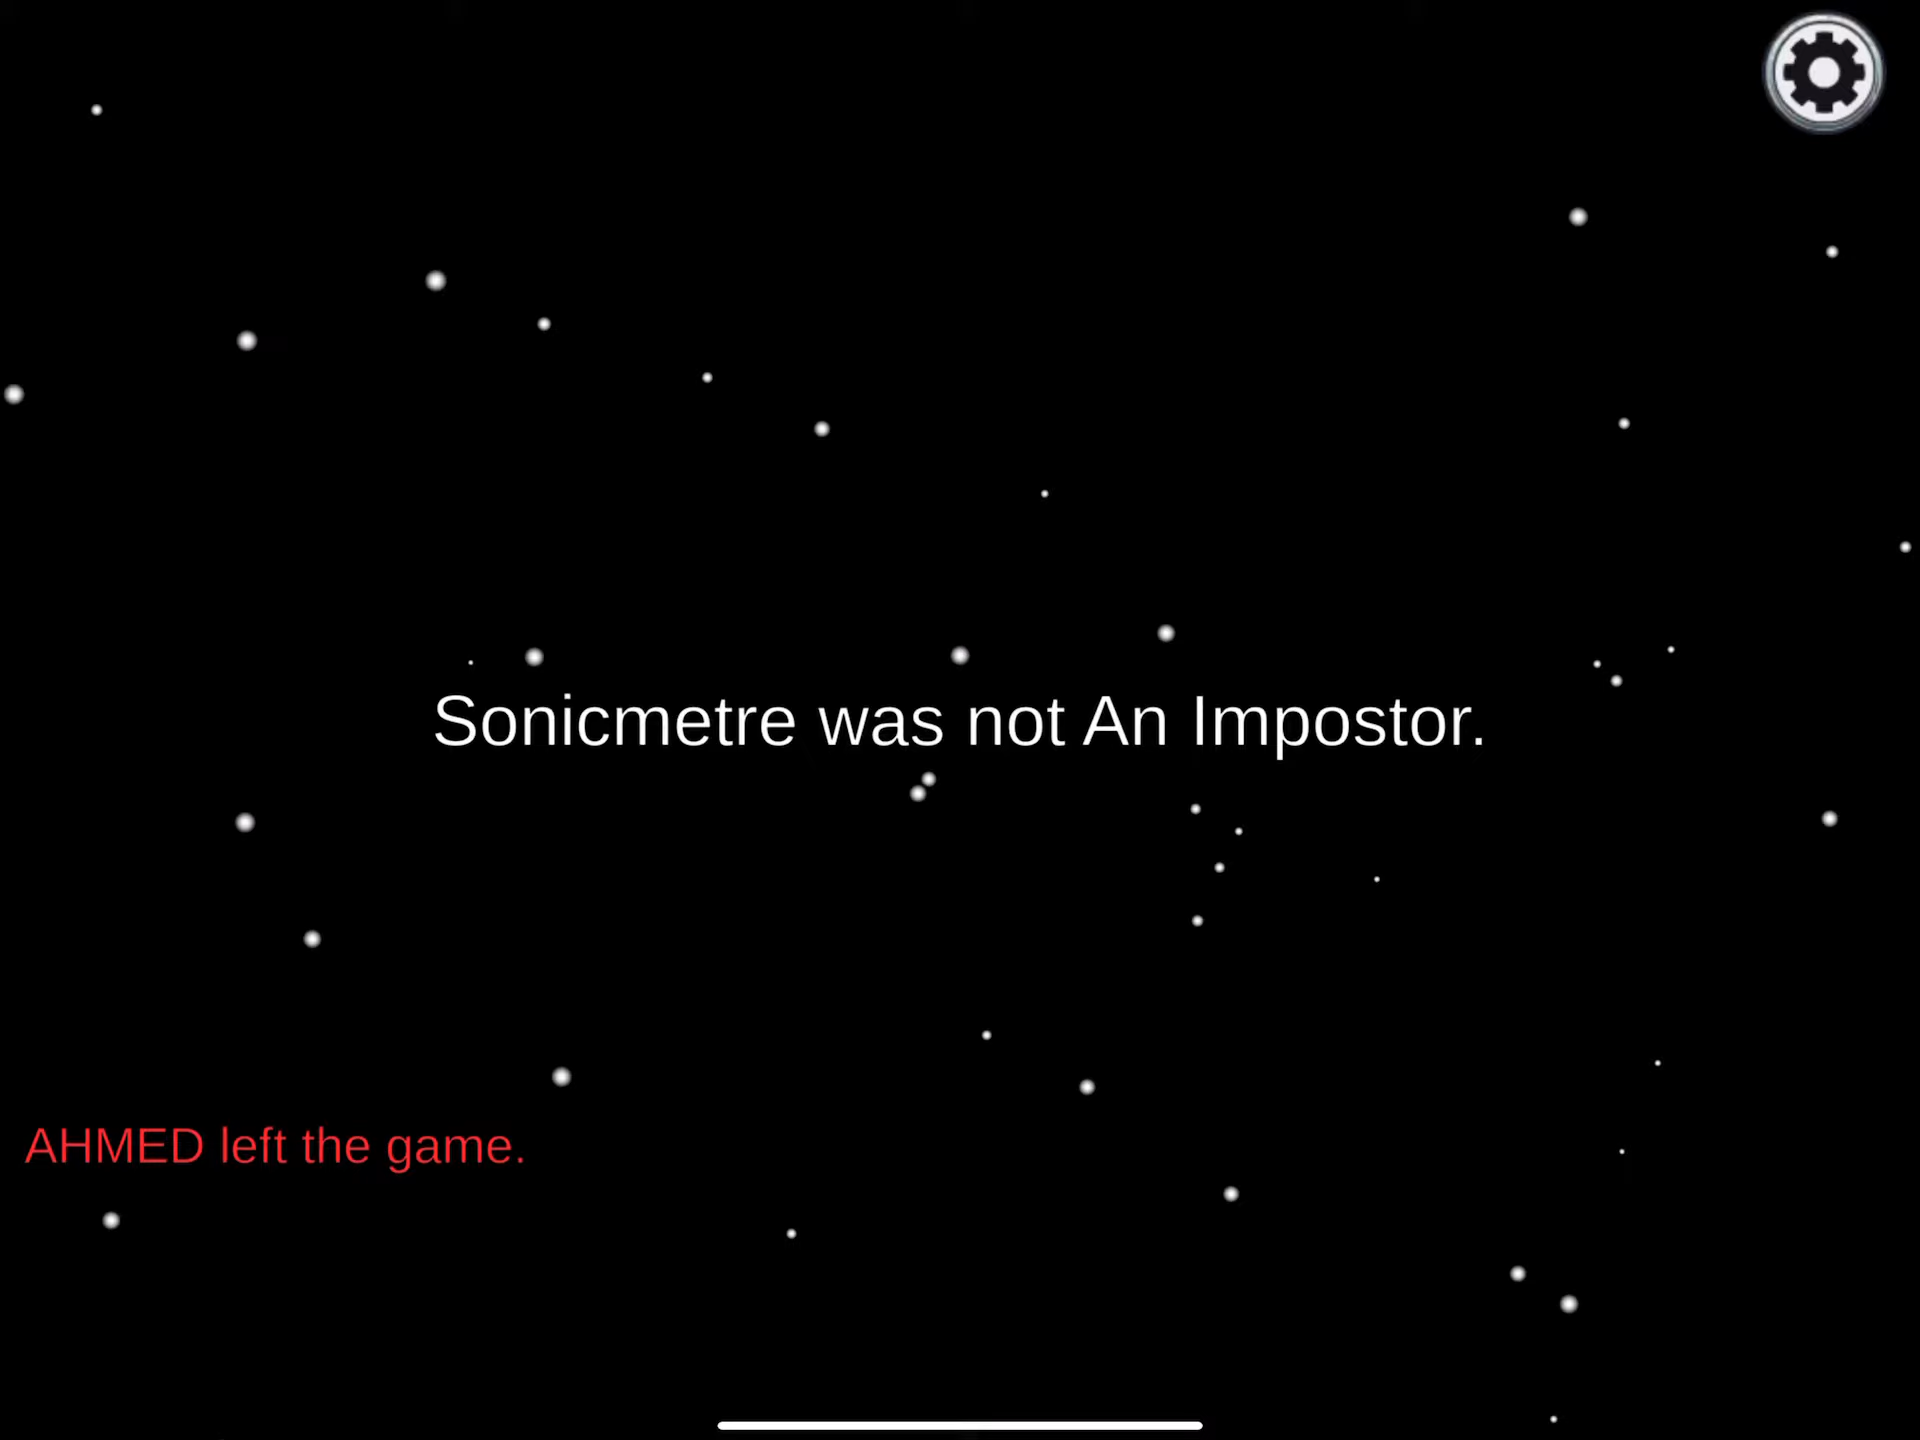 Sonicmetre was not An Impostor.
AHMED left the game.